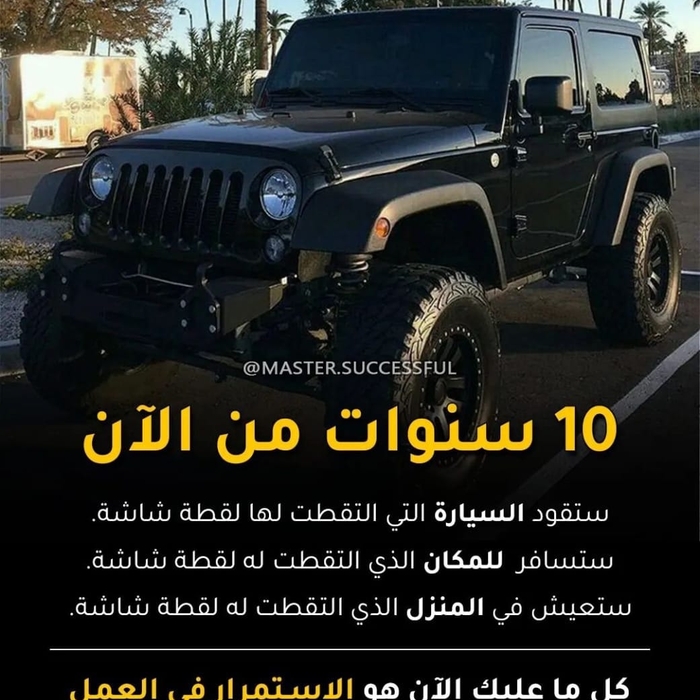 @MASTER.SUCCESSFUL
10 سنوات من الآن
ستقود السيارة التي التقطت لها لقطة شاشة.
ستسافر للمكان الذي التقطت له لقطة شاشة.
ستعيش في المنزل الذي التقطت له لقطة شاشة.
كل ما عليك الآن هو الاستمرار في العمل